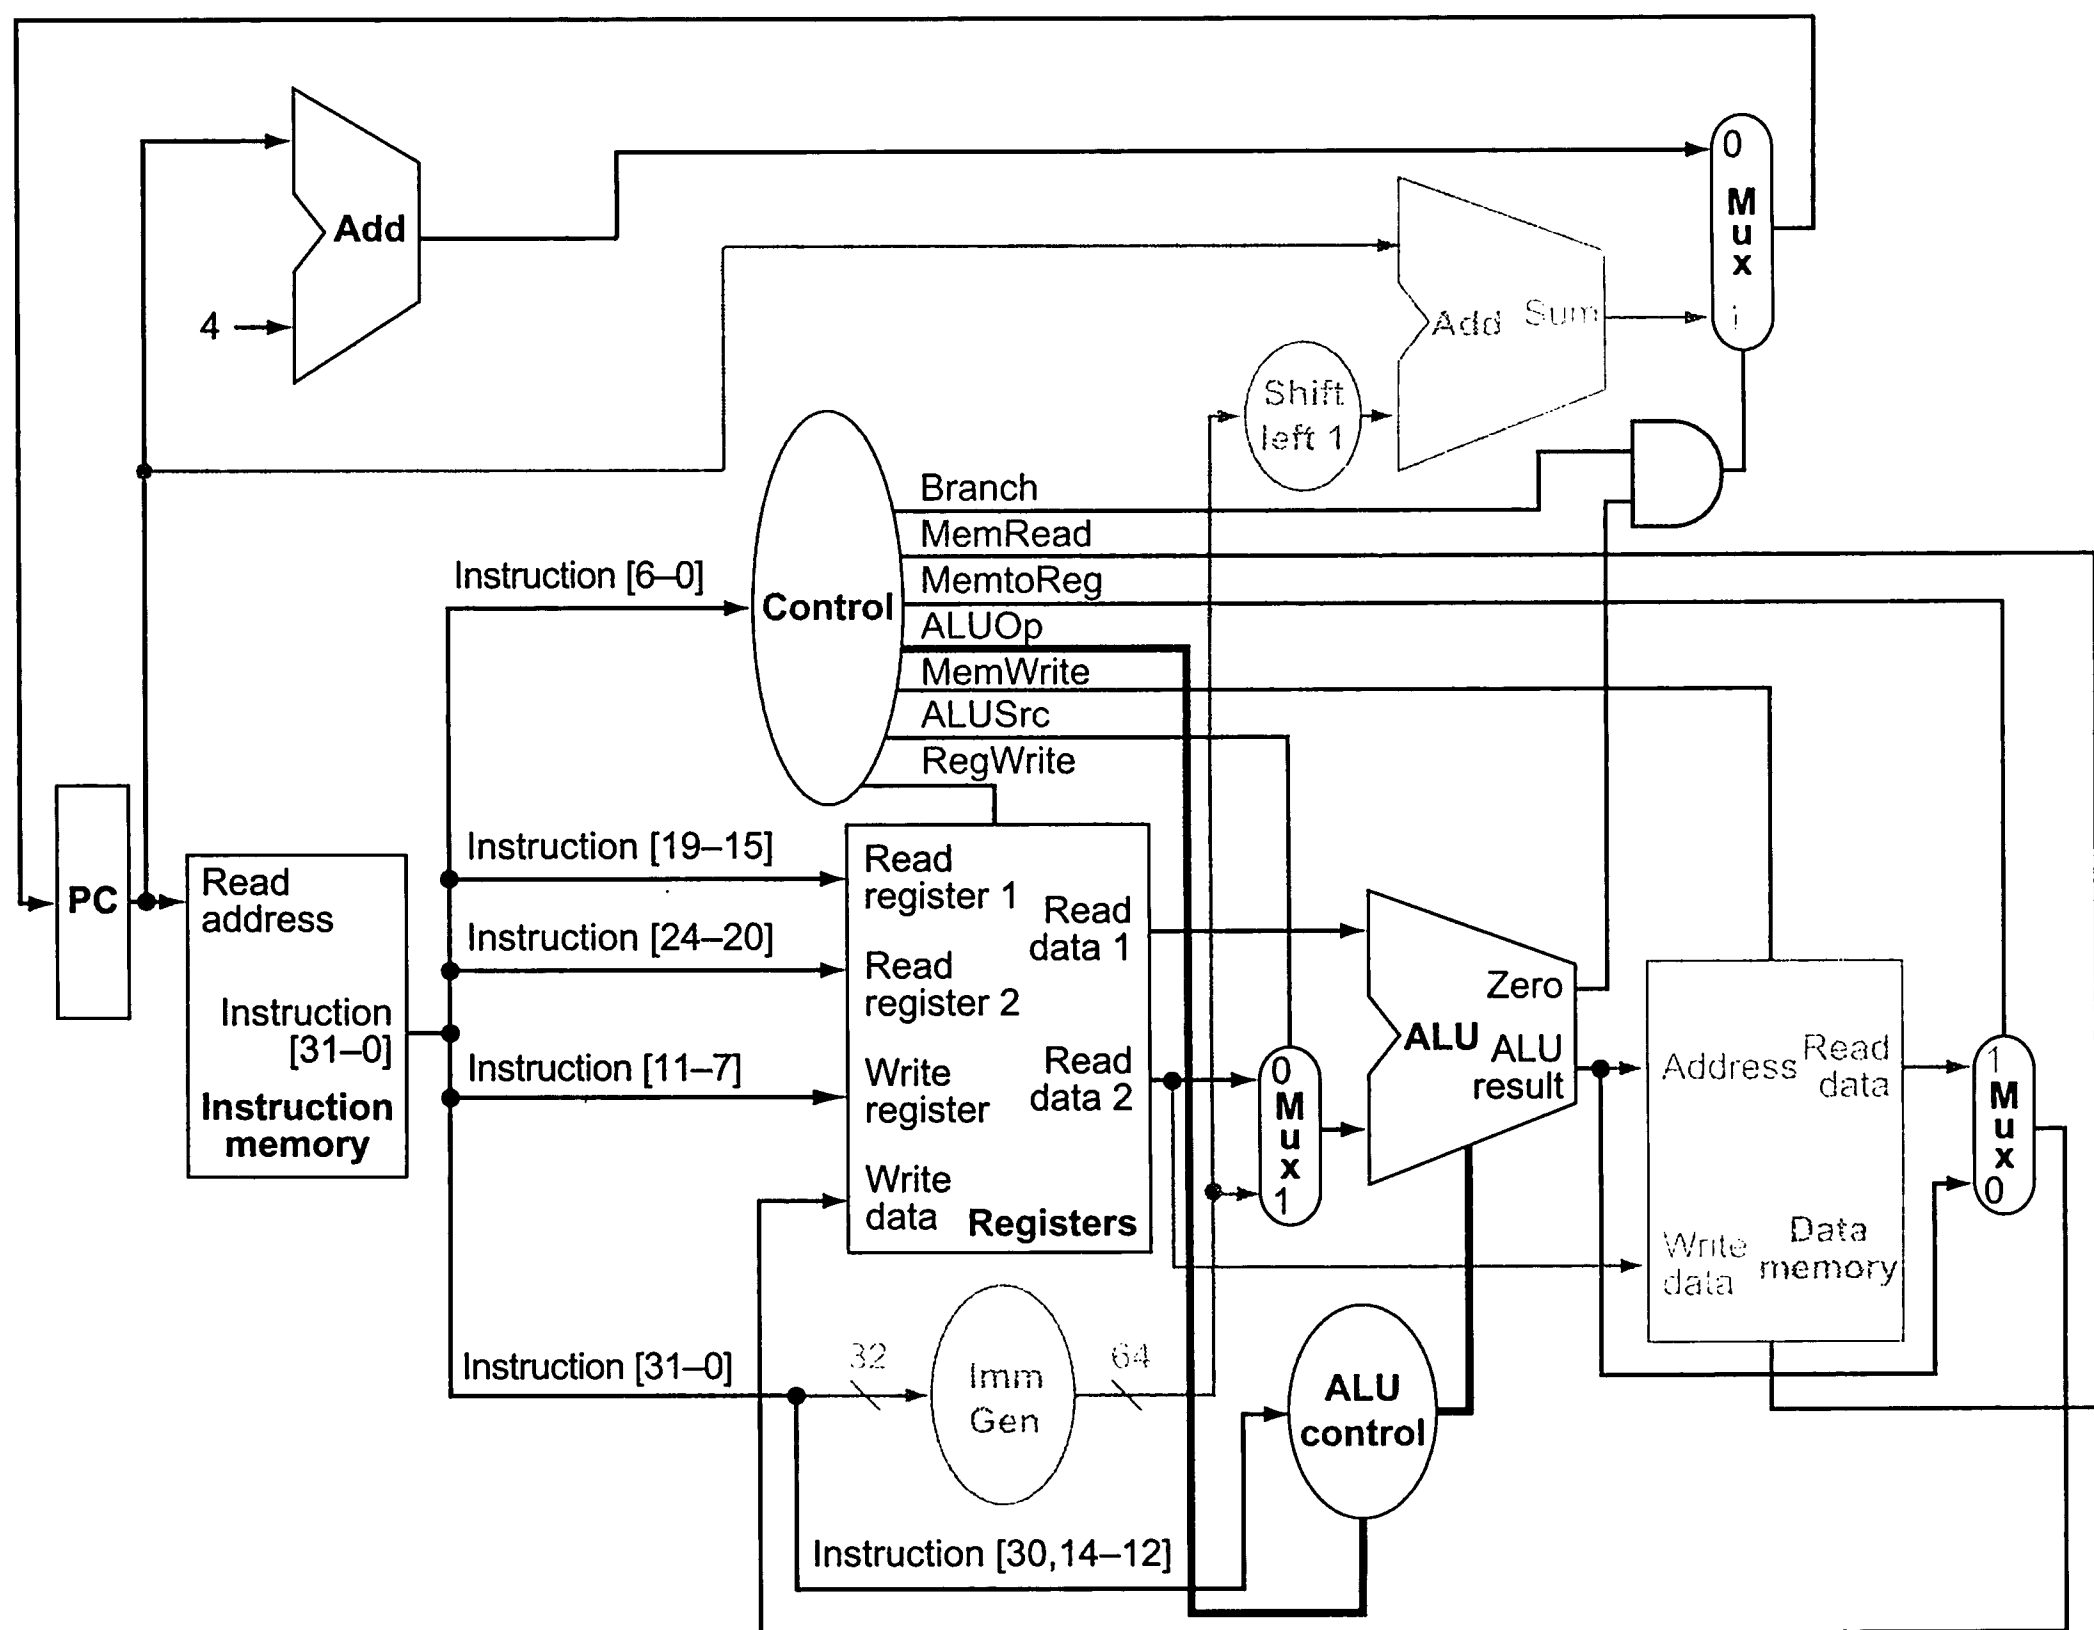 0
M
u
x
1
Add
4
Add Sum
Shift
left 1
Branch
MemRead
MemtoReg
ALUOp
MemWrite
ALUSrc
RegWrite
Control
Instruction [6–0]
Instruction [19–15]
Instruction [24–20]
Instruction [11–7]
Instruction [31–0]
PC
Read
address
Instruction
[31–0]
Instruction
memory
Read
register 1
Read
register 2
Write
register
Write
data
Read
data 1
Read
data 2
Registers
0
M
u
x
1
Zero
ALU
ALU
result
Address
Read
data
Write
data
Data
memory
1
M
u
x
0
32
Imm
Gen
64
ALU
control
Instruction [30,14–12]